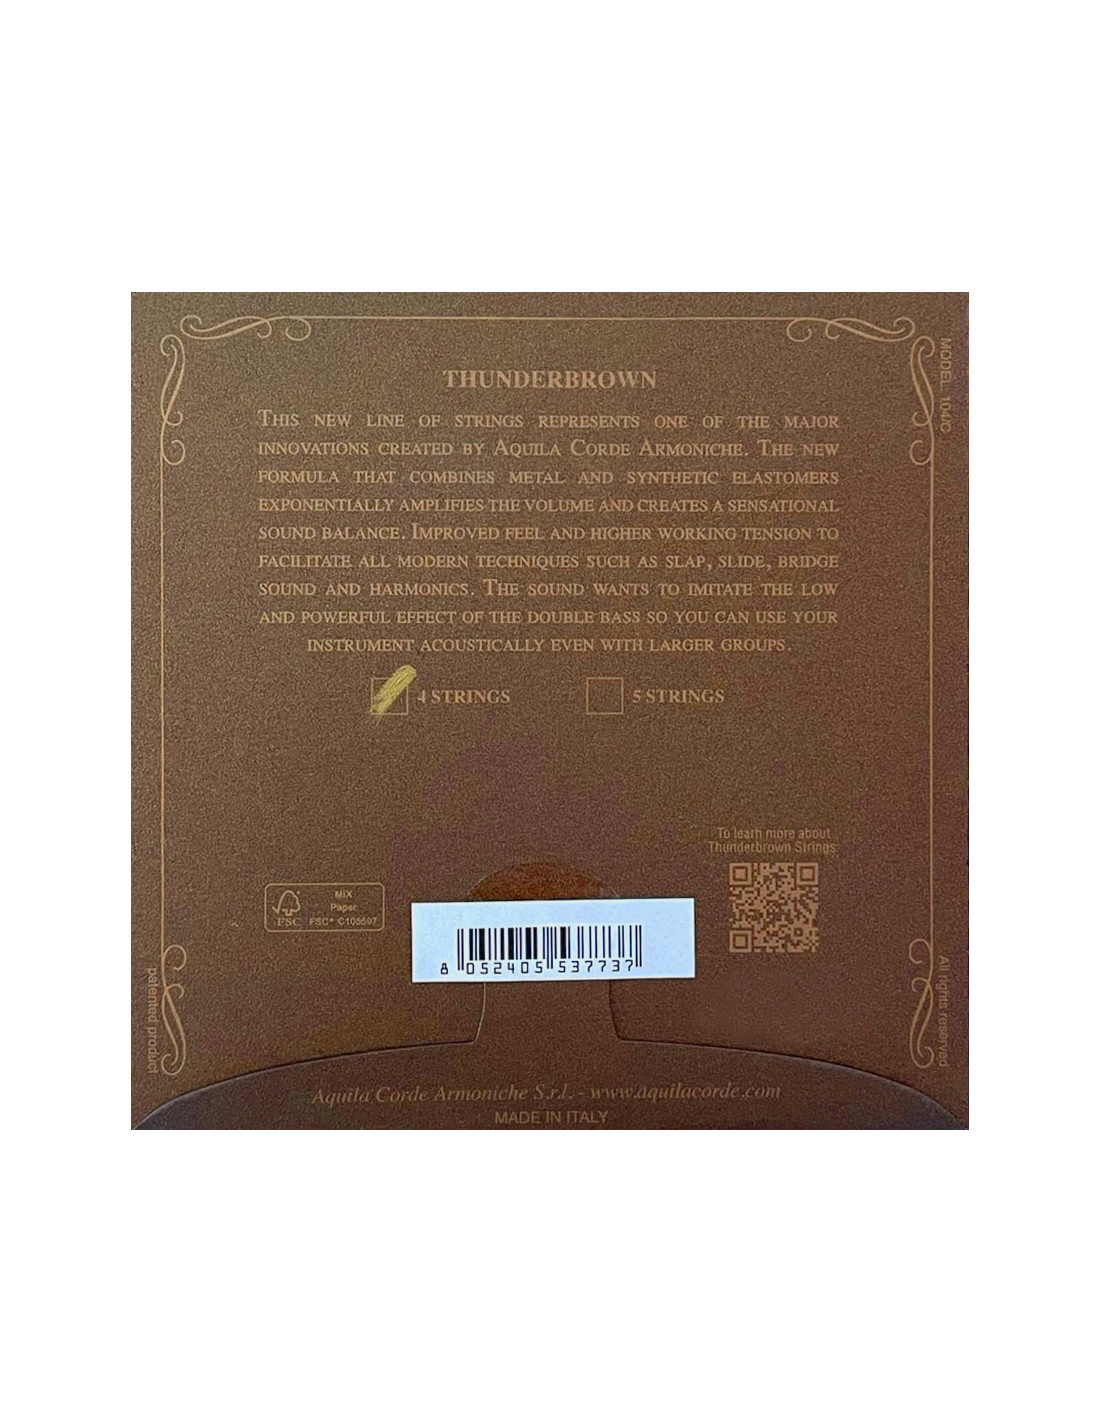 THUNDERBROWN
THIS NEW LINE OF STRINGS REPRESENTS ONE OF THE MAJOR
INNOVATIONS CREATED BY AQUILA CORDE ARMONICHE. THE NEW
FORMULA THAT COMBINES METAL AND SYNTHETIC ELASTOMERS
EXPONENTIALLY AMPLIFIES THE VOLUME AND CREATES A SENSATIONAL
SOUND BALANCE. IMPROVED FEEL AND HIGHER WORKING TENSION TO
FACILITATE ALL MODERN TECHNIQUES SUCH AS SLAP, SLIDE, BRIDGE
SOUND AND HARMONICS. THE SOUND WANTS TO IMITATE THE LOW
AND POWERFUL EFFECT OF THE DOUBLE BASS SO YOU CAN USE YOUR
INSTRUMENT ACOUSTICALLY EVEN WITH LARGER GROUPS.
4 STRINGS
5 STRINGS
To learn more about
Thunderbrown Strings
MIX
Paper
FSC
FSC® C105597
8 052405 537737
patented product
All rights reserved
Aquila Corde Armoniche S.r.l. - www.aquilacorde.com
MADE IN ITALY
MODEL